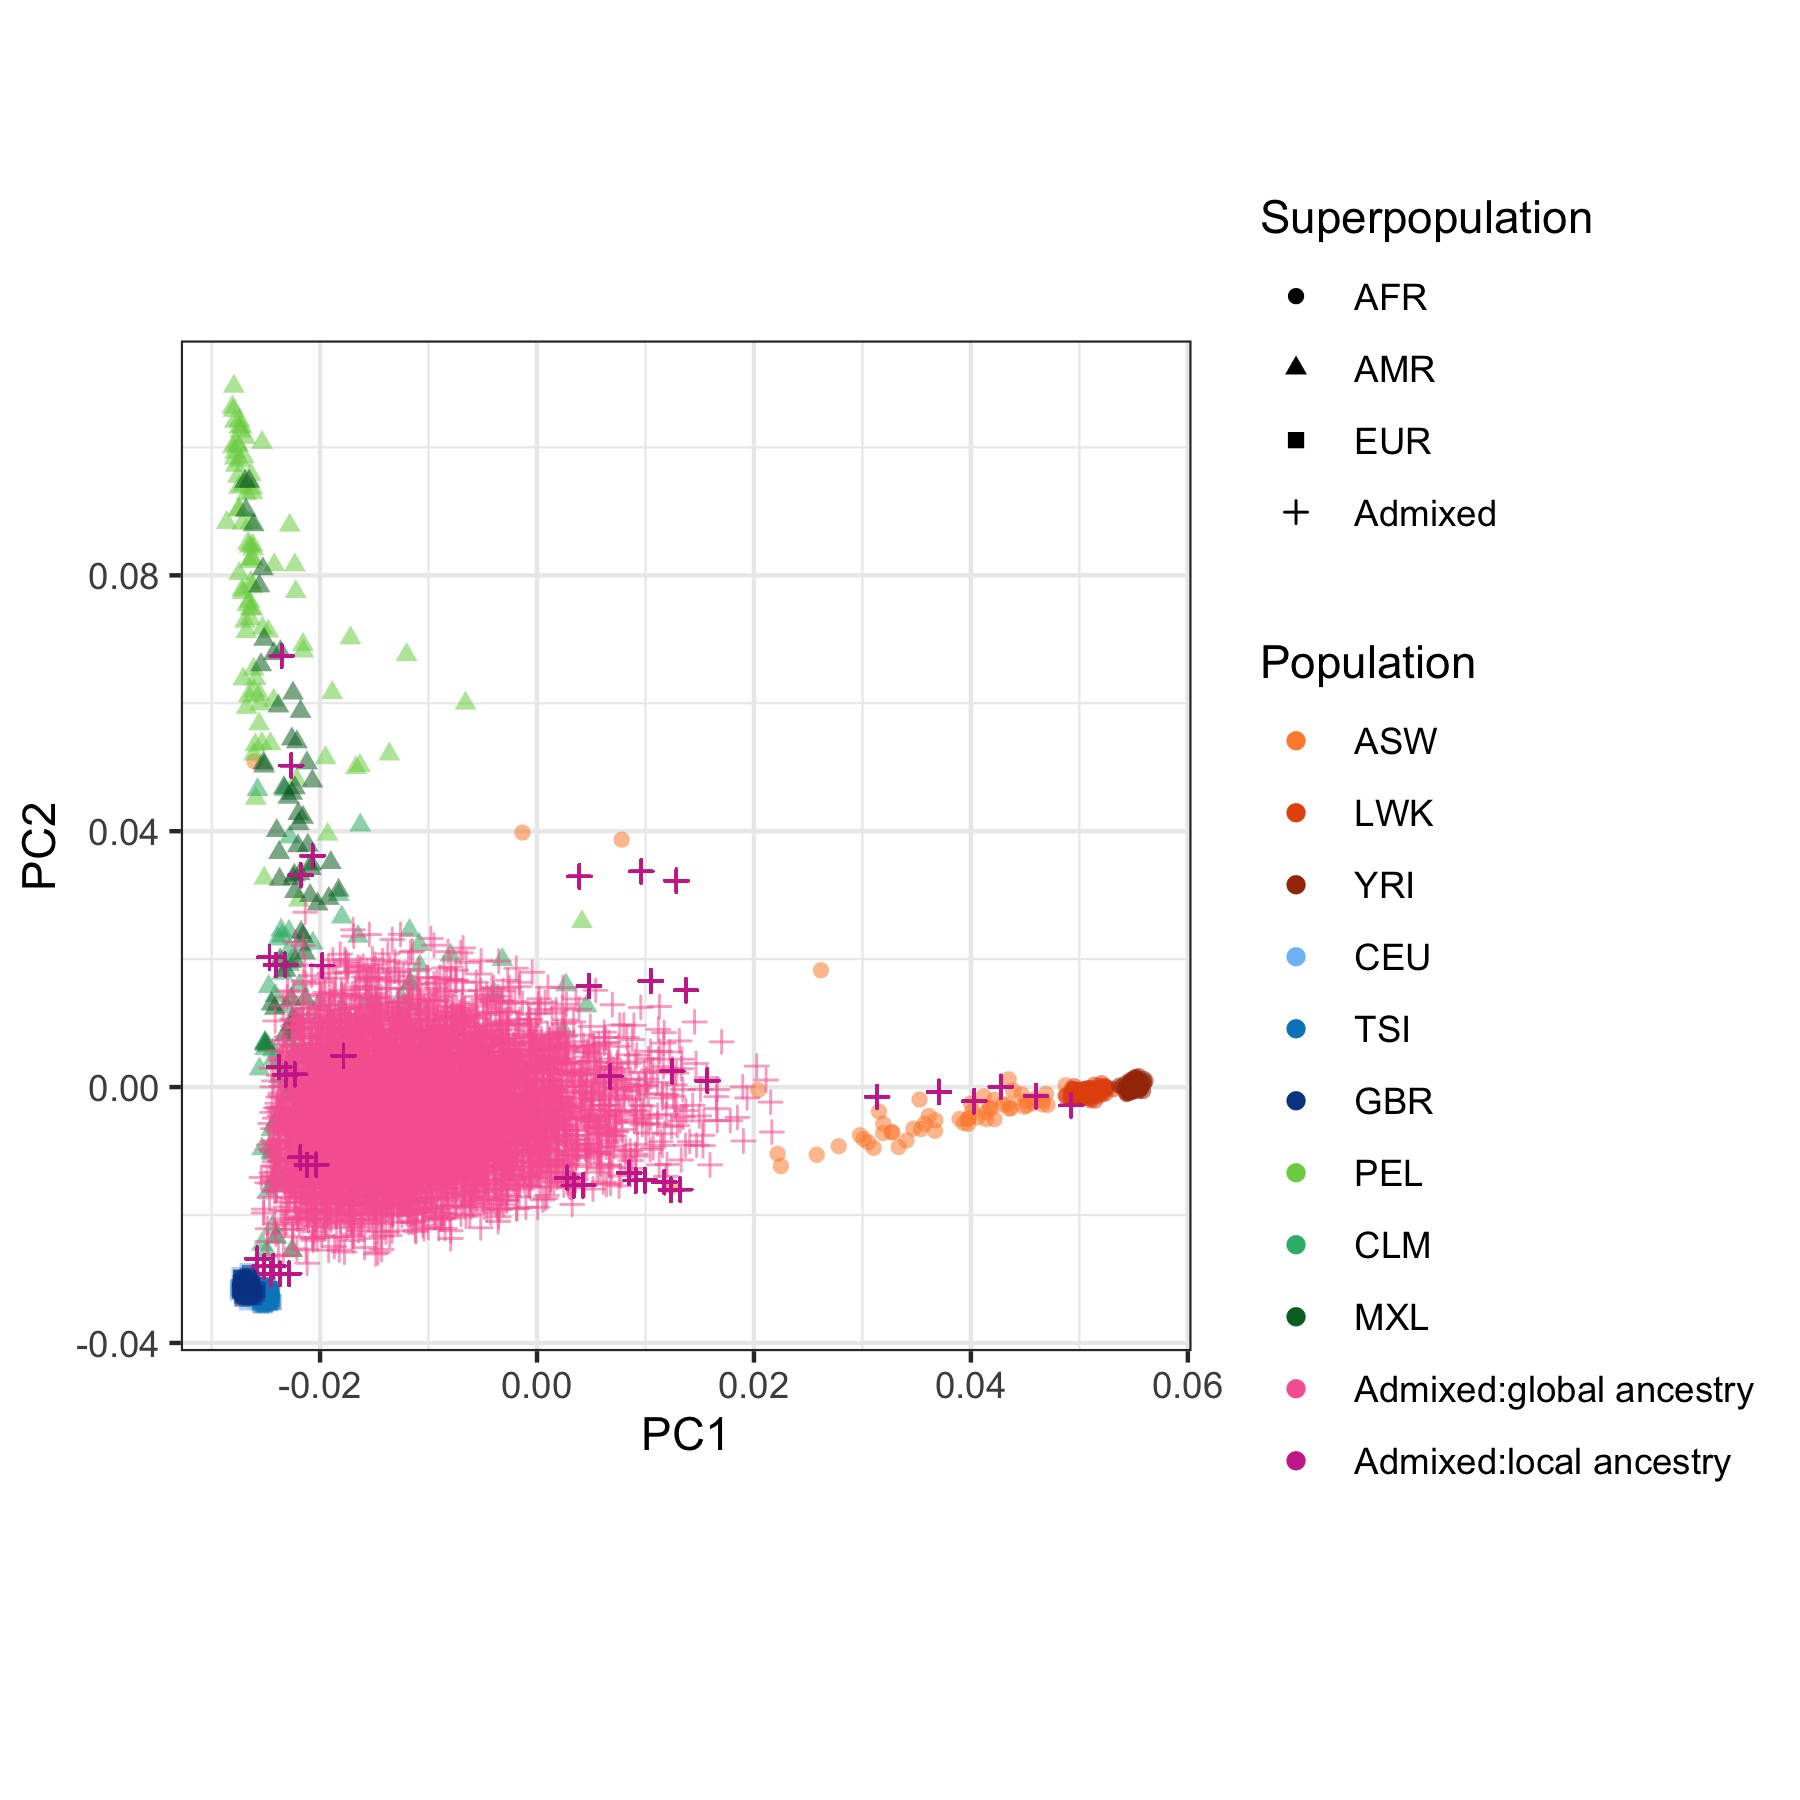 Superpopulation
AFR
AMR
EUR
Admixed
Population
ASW
LWK
YRI
CEU
TSI
GBR
PEL
CLM
MXL
Admixed:global ancestry
Admixed:local ancestry
PC2
0.08
0.04
0.00
-0.04
-0.02
0.00
0.02
0.04
0.06
PC1